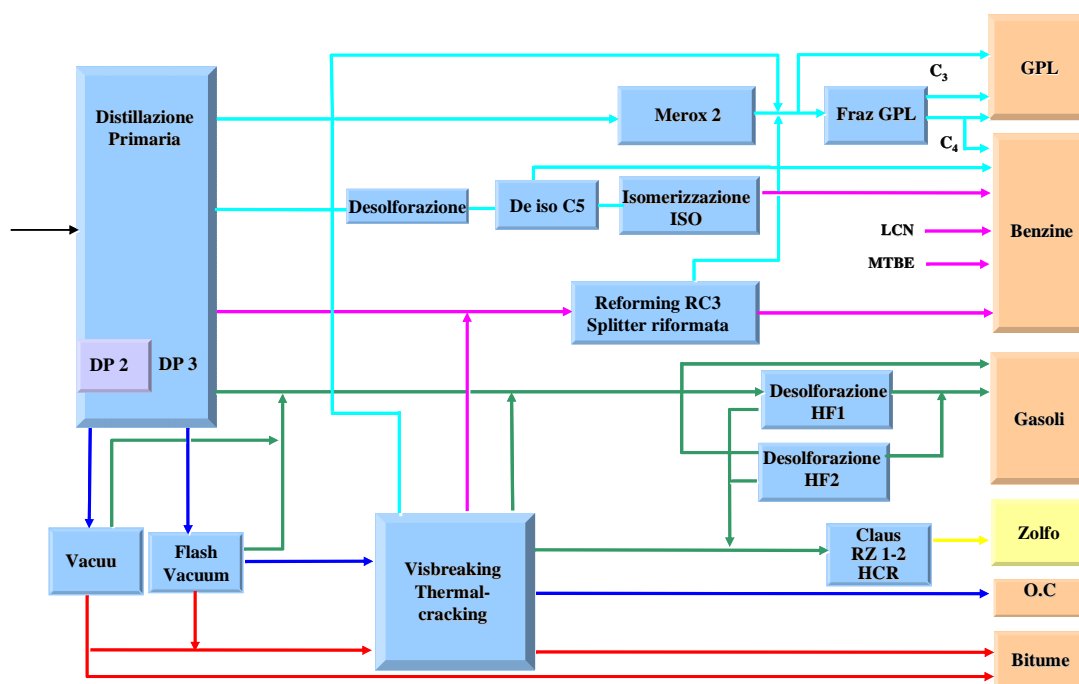 GPL
C3
Distillazione
Primaria
Merox 2
Fraz GPL
C4
Desolforazione
De iso C5
Isomerizzazione
ISO
LCN
Benzine
MTBE
Reforming RC3
Splitter riformata
DP 2
DP 3
Desolforazione
HF1
Gasoli
Desolforazione
HF2
Vacuu
Flash
Vacuum
Visbreaking
Thermal-
cracking
Claus
RZ 1-2
HCR
Zolfo
O.C
Bitume